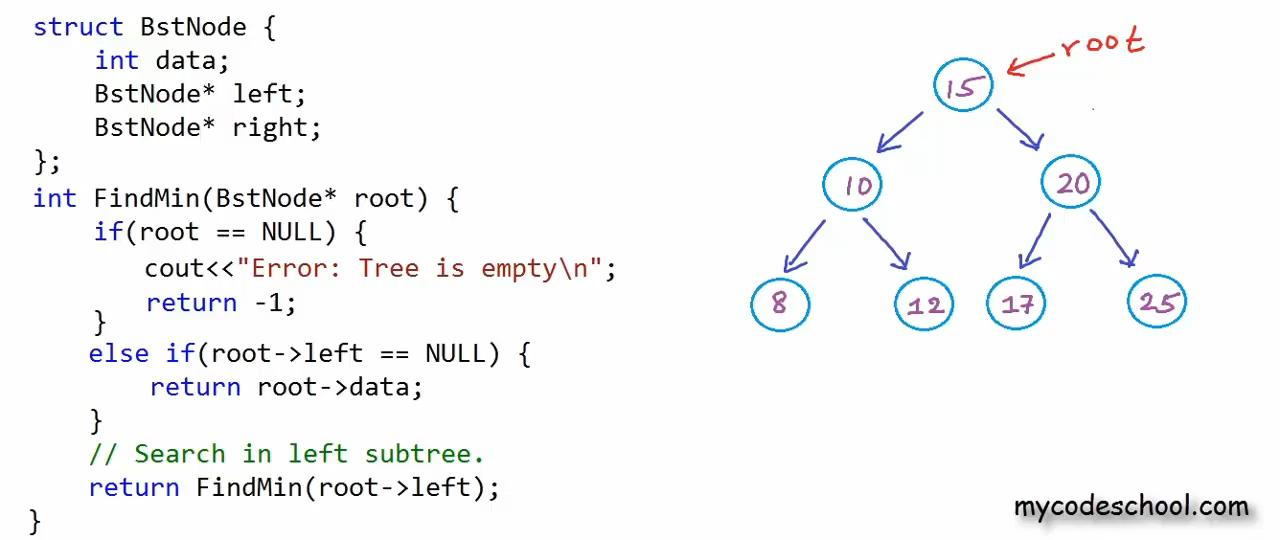 struct BstNode {
int data;
BstNode* left;
BstNode* right;
};
int FindMin(BstNode* root) {
if(root == NULL) {
cout<<"Error: Tree is empty\n";
return -1;
}
else if(root->left == NULL) {
return root->data;
}
// Search in left subtree.
return FindMin(root->left);
}
root
15
10 20
8 12 17 25
mycodeschool.com